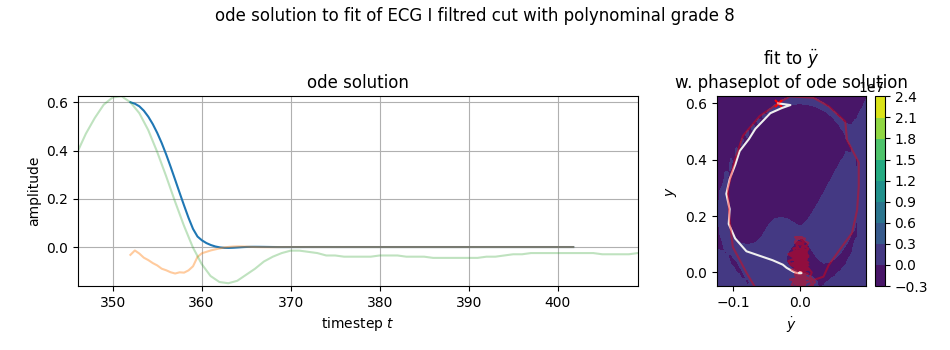 ode solution to fit of ECG I filtred cut with polynominal grade 8
ode solution
amplitude
0.6
0.4
0.2
0.0
350
360
370
380
390
400
timestep t
fit to ÿ
w. phaseplot of ode solution
1e7
y
0.6
0.4
0.2
0.0
−0.1
0.0
ẏ
2.4
2.1
1.8
1.5
1.2
0.9
0.6
0.3
0.0
−0.3